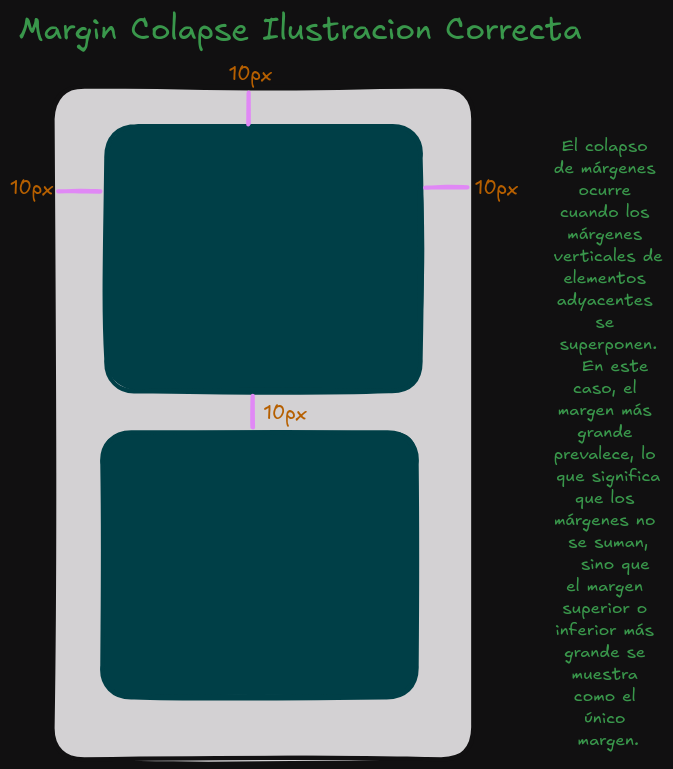 Margin Colapse Ilustracion Correcta
10px
10px
10px
10px
El colapso
de márgenes
ocurre
cuando los
márgenes
verticales de
elementos
adyacentes
se
superponen.
En este
caso, el
margen más
grande
prevalece, lo
que significa
que los
márgenes no
se suman,
sino que
el margen
superior o
inferior más
grande se
muestra
como el
único
margen.